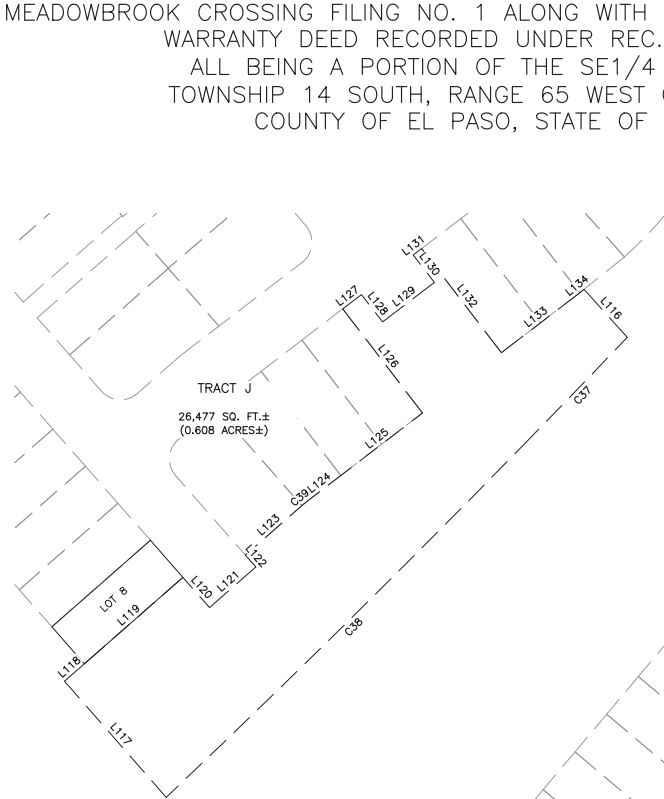 MEADOWBROOK CROSSING FILING NO. 1 ALONG WITH
WARRANTY DEED RECORDED UNDER REC.
ALL BEING A PORTION OF THE SE1/4
TOWNSHIP 14 SOUTH, RANGE 65 WEST
COUNTY OF EL PASO, STATE OF
L131
L130
L127
L128
L129
L132
L134
L133
L116
L126
C37
TRACT J
26,477 SQ. FT.±
(0.608 ACRES±)
L125
L124
C39
L123
L122
L121
L120
LOT 8
L119
C38
L118
L117